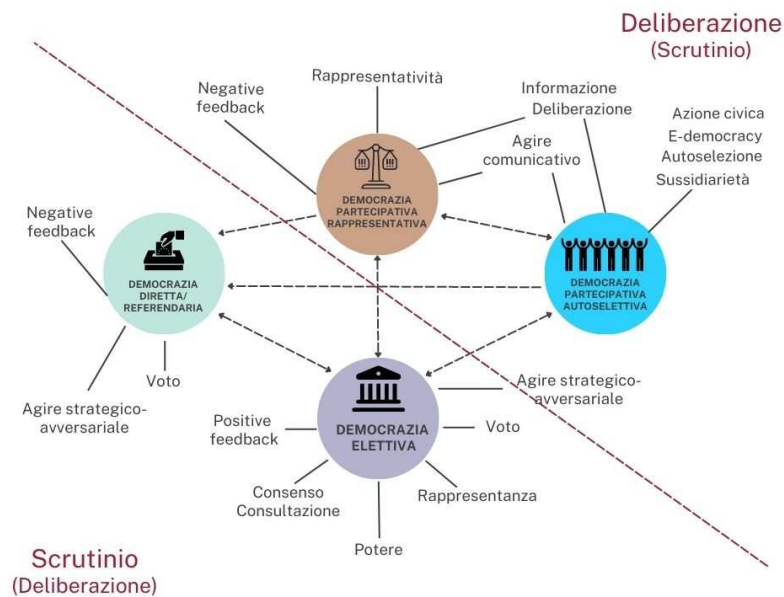 Deliberazione
(Scrutinio)
Rappresentatività
Negative
feedback
Informazione
Deliberazione
Azione civica
E-democracy
Autoselezione
Sussidiarietà
Agire
comunicativo
DEMOCRAZIA
PARTECIPATIVA
RAPPRESENTATIVA
Negative
feedback
DEMOCRAZIA
DIRETTA/
REFERENDARIA
DEMOCRAZIA
PARTECIPATIVA
AUTOSELETTIVA
Voto
Agire strategico-
avversariale
Agire strategico-
avversariale
Positive
feedback
DEMOCRAZIA
ELETTIVA
Voto
Consenso
Consultazione
Rappresentanza
Potere
Scrutinio
(Deliberazione)